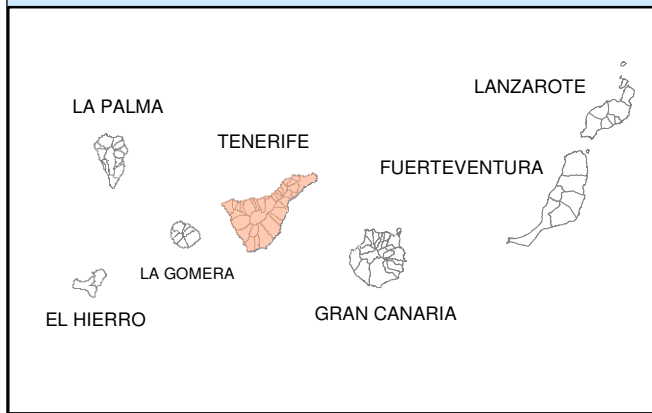 LANZAROTE
LA PALMA
TENERIFE
FUERTEVENTURA
LA GOMERA
EL HIERRO
GRAN CANARIA